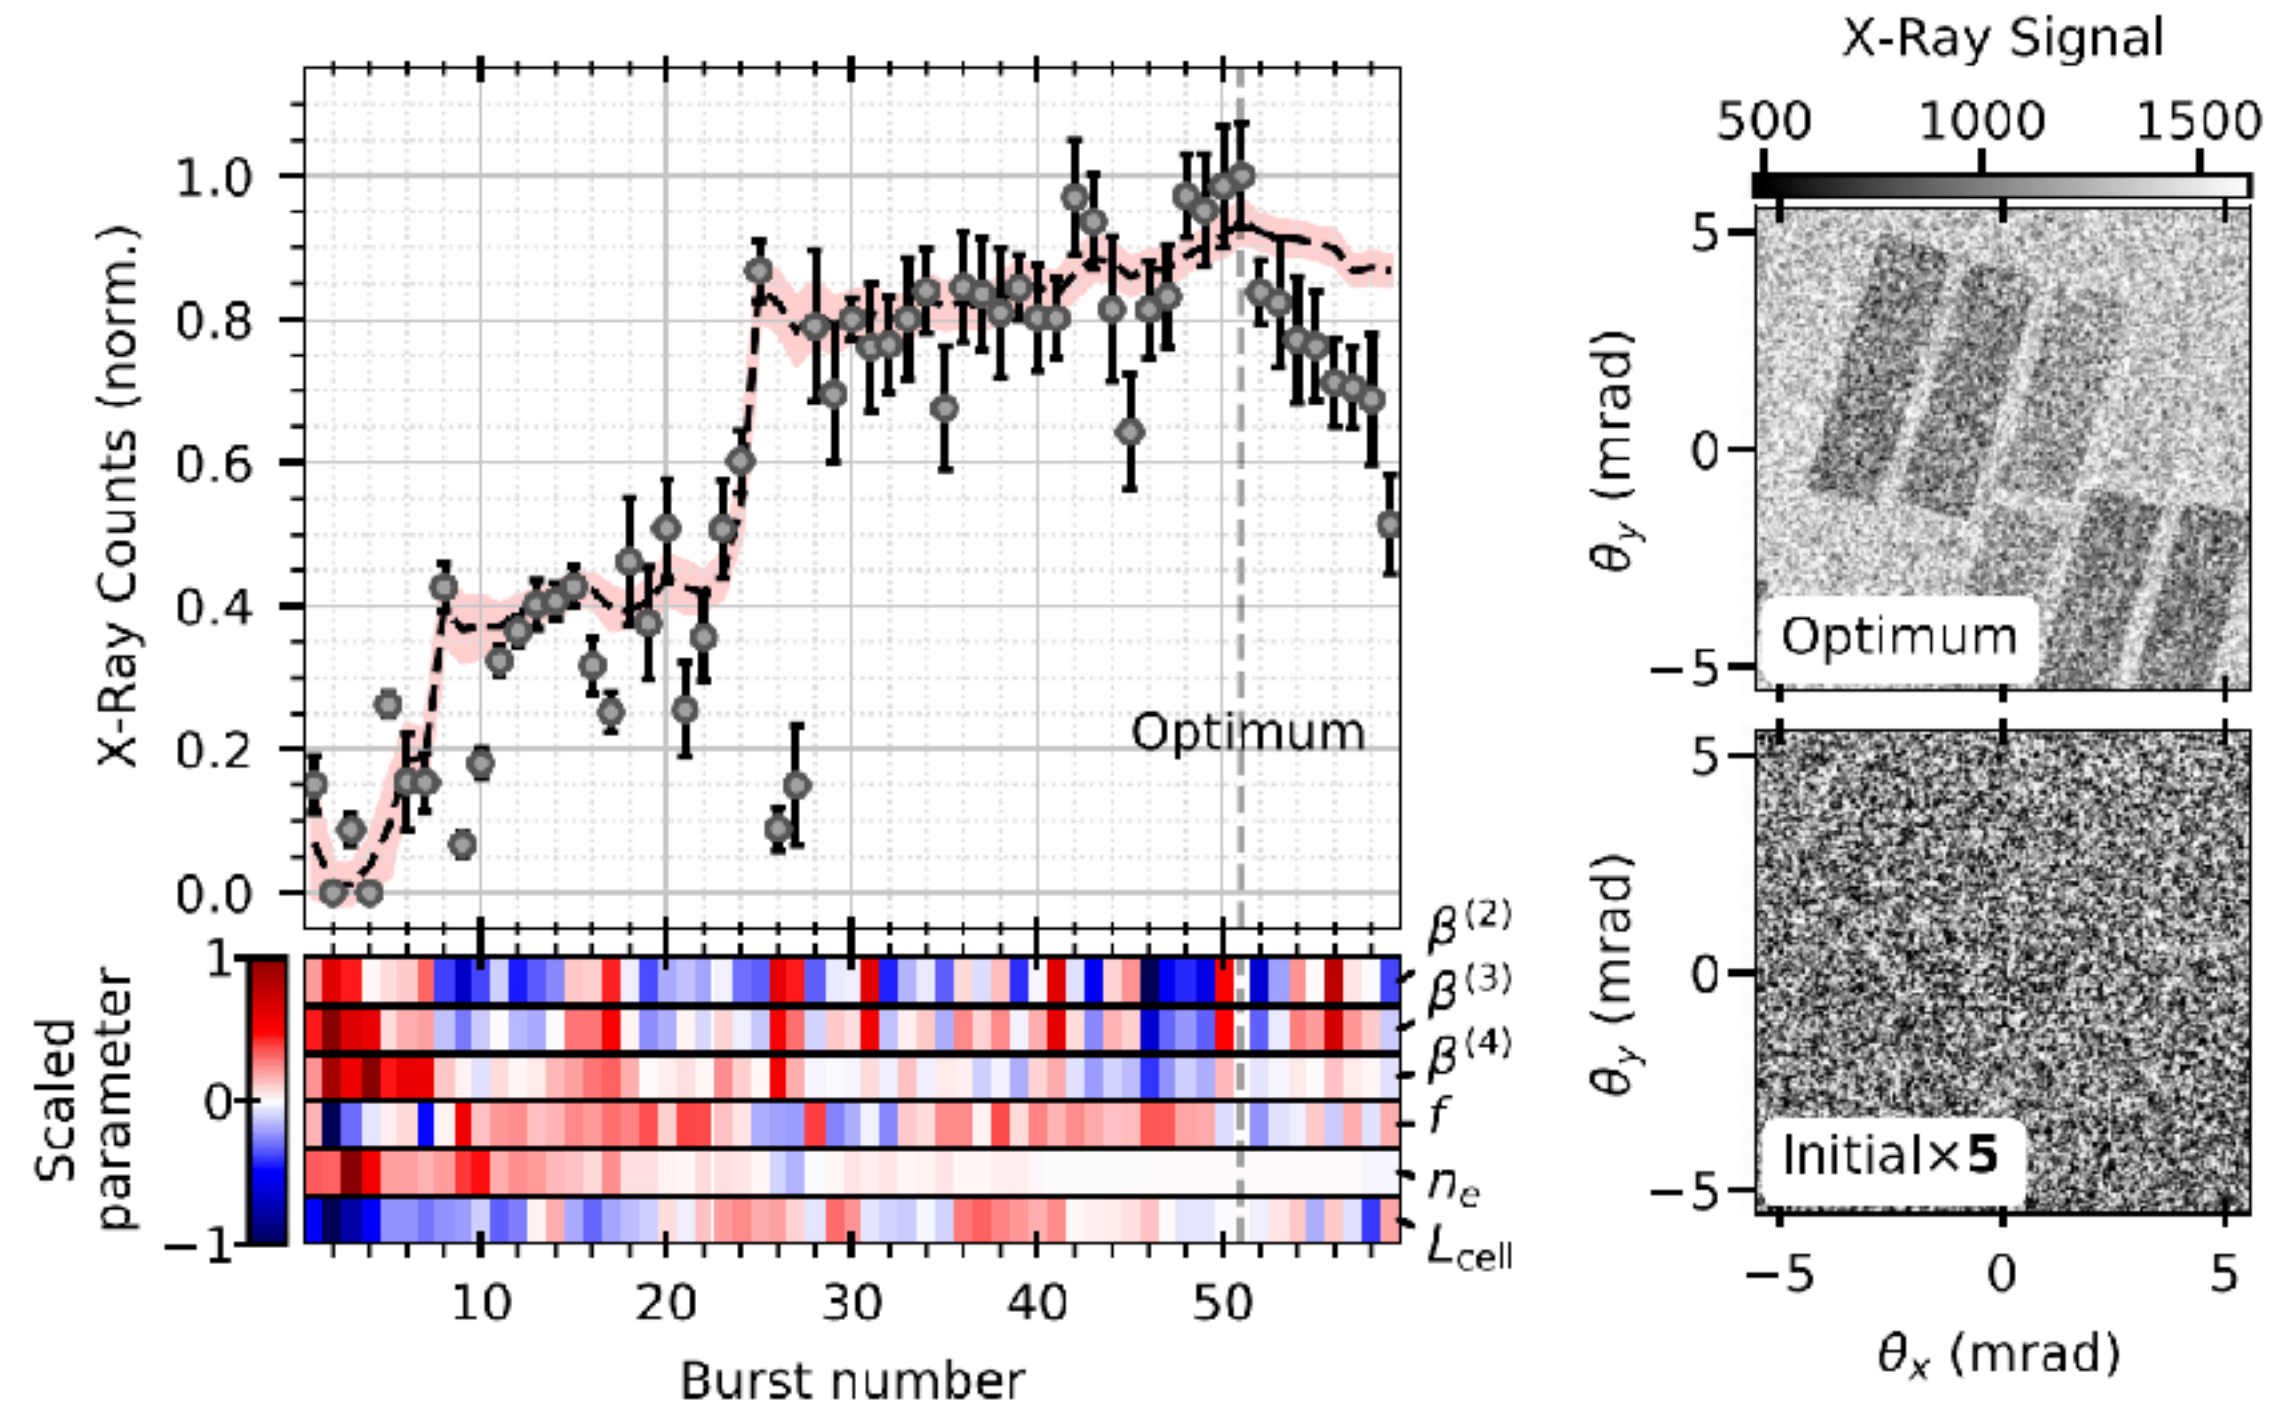 X-Ray Signal
500 1000 1500
X-Ray Counts (norm.)
1.0
0.8
0.6
0.4
0.2
0.0
Optimum
Scaled
parameter
1
0
−1
β(2)
β(3)
β(4)
f
ne
Lcell
10 20 30 40 50
Burst number
θy (mrad)
5
0
−5
Optimum
θy (mrad)
5
0
−5
Initial×5
−5 0 5
θx (mrad)